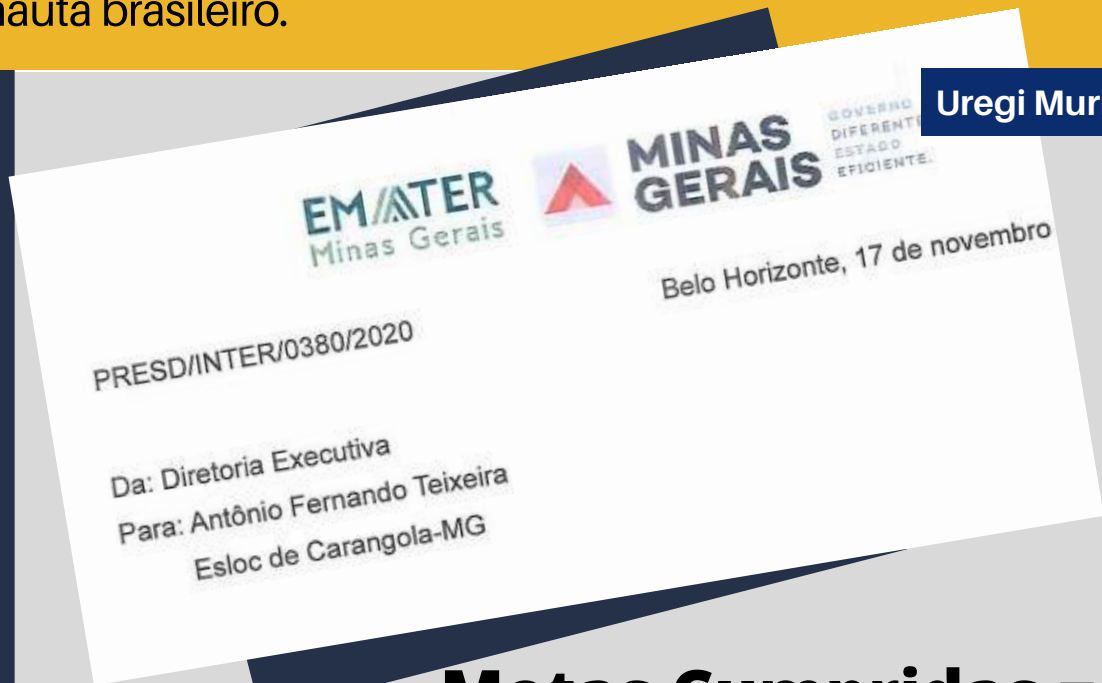 nauta brasileiro.
Uregi Mur
EMATER
Minas Gerais
MINAS
GERAIS
GOVERNO
DIFERENTE
ESTADO
EFICIENTE.
Belo Horizonte, 17 de novembro
PRESD/INTER/0380/2020
Da: Diretoria Executiva
Para: Antônio Fernando Teixeira
Esloc de Carangola-MG
Metas Cumpridas